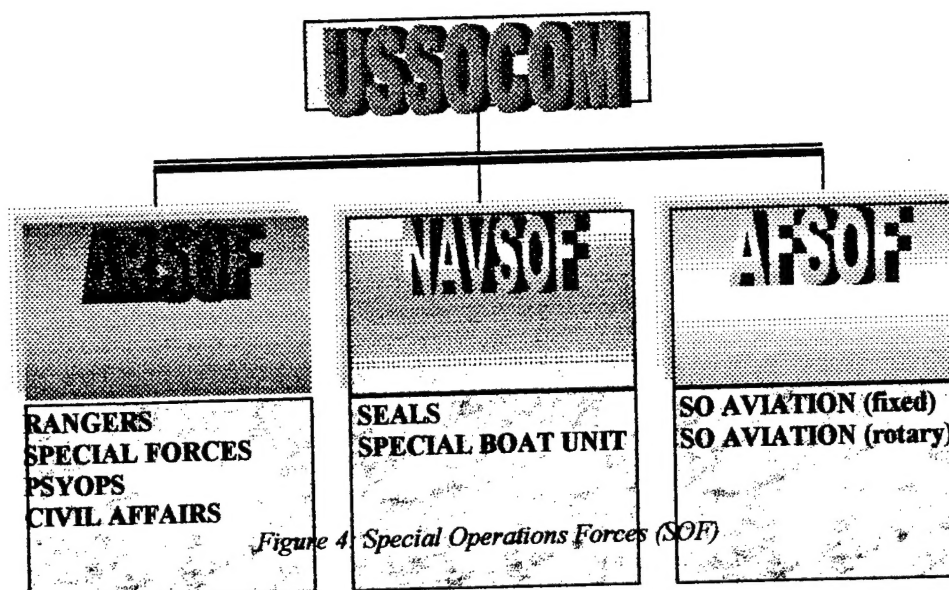 USSOCOM
ARSOF
NAVSOF
AFSOF
RANGERS
SPECIAL FORCES
PSYOPS
CIVIL AFFAIRS
SEALS
SPECIAL BOAT UNIT
SO AVIATION (fixed)
SO AVIATION (rotary)
Figure 4: Special Operations Forces (SOF)